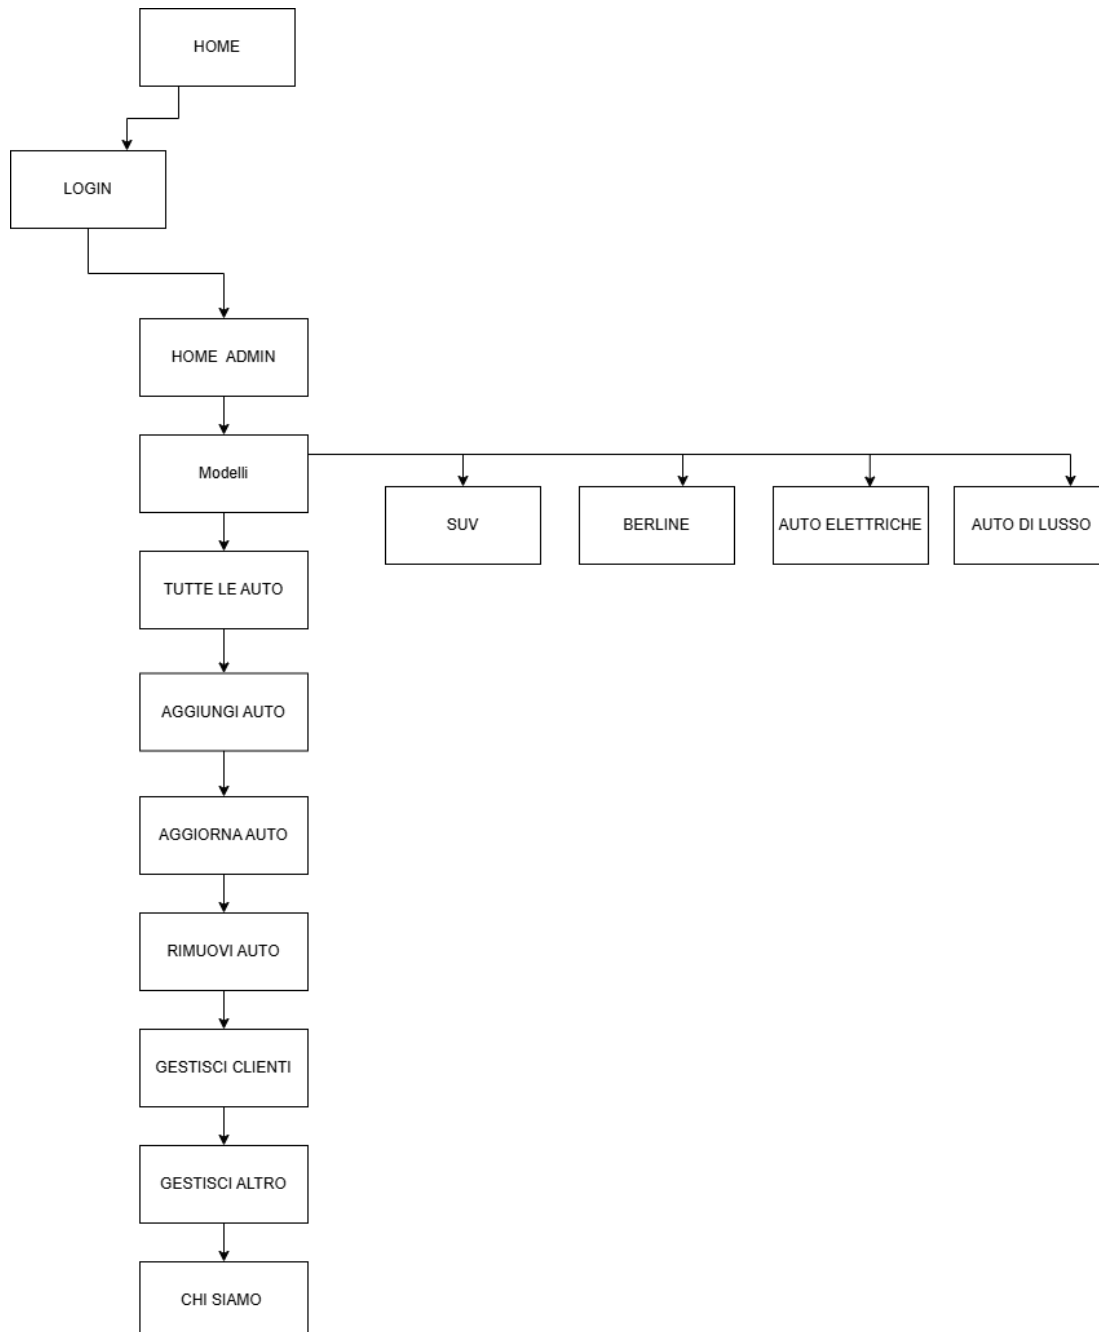 HOME
LOGIN
HOME  ADMIN
Modelli
SUV
BERLINE
AUTO ELETTRICHE
AUTO DI LUSSO
TUTTE LE AUTO
AGGIUNGI AUTO
AGGIORNA AUTO
RIMUOVI AUTO
GESTISCI CLIENTI
GESTISCI ALTRO
CHI SIAMO